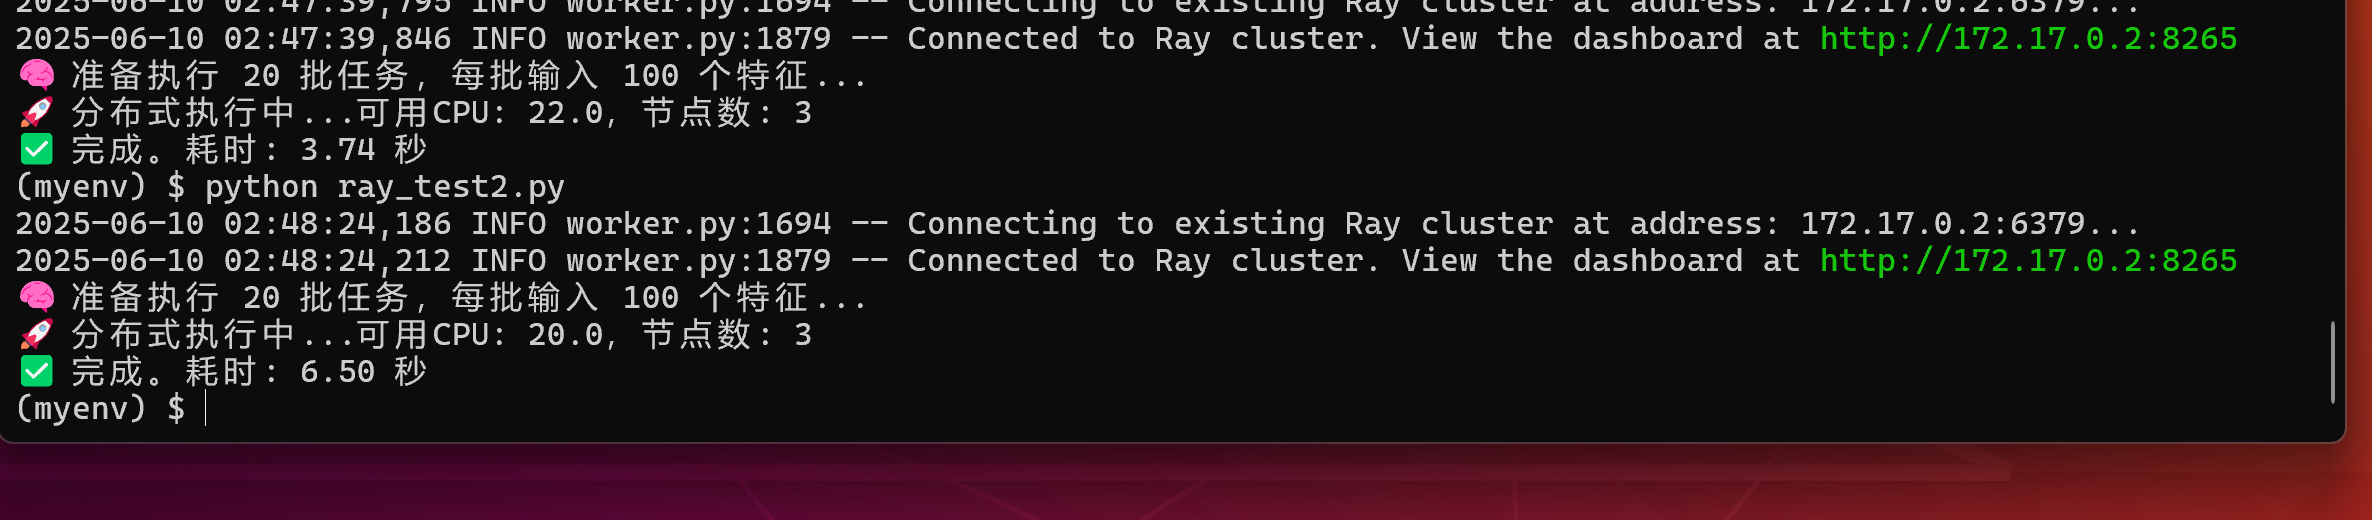 2025-06-10 02:47:39,795 INFO worker.py:1694 -- Connecting to existing Ray cluster at address: 172.17.0.2:6379...
2025-06-10 02:47:39,846 INFO worker.py:1879 -- Connected to Ray cluster. View the dashboard at http://172.17.0.2:8265
🧠 准备执行 20 批任务, 每批输入 100 个特征...
🚀 分布式执行中...可用CPU: 22.0, 节点数: 3
✅ 完成。耗时: 3.74 秒
(myenv) $ python ray_test2.py
2025-06-10 02:48:24,186 INFO worker.py:1694 -- Connecting to existing Ray cluster at address: 172.17.0.2:6379...
2025-06-10 02:48:24,212 INFO worker.py:1879 -- Connected to Ray cluster. View the dashboard at http://172.17.0.2:8265
🧠 准备执行 20 批任务, 每批输入 100 个特征...
🚀 分布式执行中...可用CPU: 20.0, 节点数: 3
✅ 完成。耗时: 6.50 秒
(myenv) $